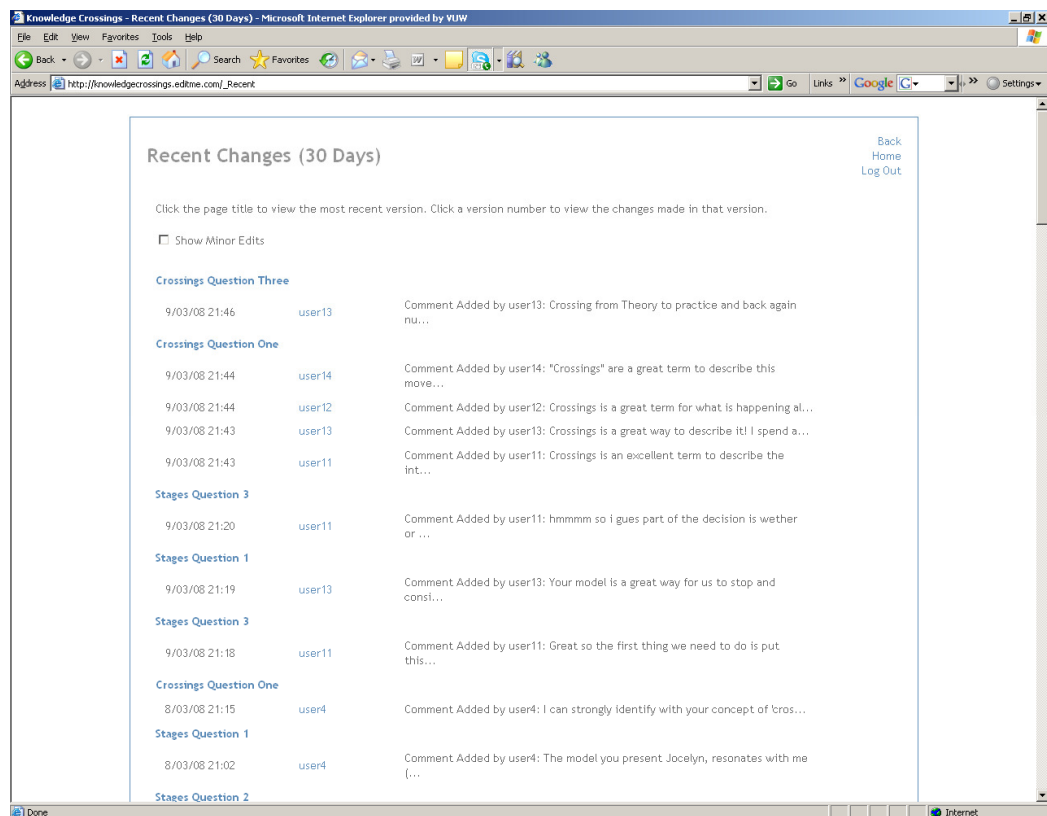 Knowledge Crossings - Recent Changes (30 Days) - Microsoft Internet Explorer provided by VUW
File Edit View Favorites Tools Help
Back Search Favorites
Address http://knowledgecrossings.editme.com/_Recent Go Links » Google G Settings
Recent Changes (30 Days)
Back
Home
Log Out
Click the page title to view the most recent version. Click a version number to view the changes made in that version.
Show Minor Edits
Crossings Question Three
9/03/08 21:46 user13 Comment Added by user13: Crossing from Theory to practice and back again
nu...
Crossings Question One
9/03/08 21:44 user14 Comment Added by user14: "Crossings" are a great term to describe this
move...
9/03/08 21:44 user12 Comment Added by user12: Crossings is a great term for what is happening al...
9/03/08 21:43 user13 Comment Added by user13: Crossings is a great way to describe it! I spend a...
9/03/08 21:43 user11 Comment Added by user11: Crossings is an excellent term to describe the
int...
Stages Question 3
9/03/08 21:20 user11 Comment Added by user11: hmmmm so i gues part of the decision is wether
or ...
Stages Question 1
9/03/08 21:19 user13 Comment Added by user13: Your model is a great way for us to stop and
consi...
Stages Question 3
9/03/08 21:18 user11 Comment Added by user11: Great so the first thing we need to do is put
this...
Crossings Question One
8/03/08 21:15 user4 Comment Added by user4: I can strongly identify with your concept of 'cros...
Stages Question 1
8/03/08 21:02 user4 Comment Added by user4: The model you present Jocelyn, resonates with me
(...
Stages Question 2
Done Internet